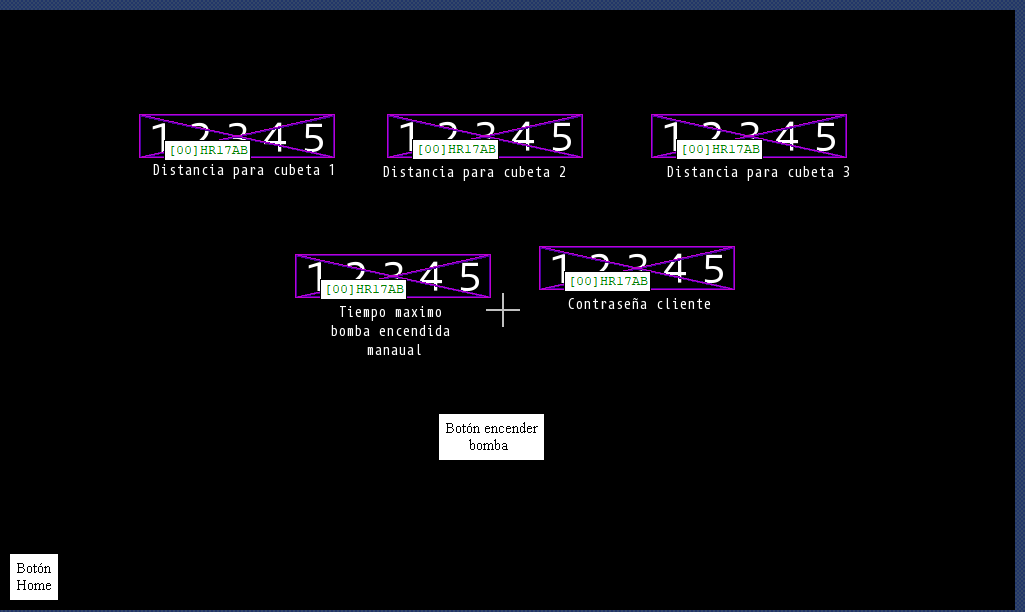 1 2 3 4 5
[00]HR17AB
Distancia para cubeta 1
1 2 3 4 5
[00]HR17AB
Distancia para cubeta 2
1 2 3 4 5
[00]HR17AB
Distancia para cubeta 3
1 2 3 4 5
[00]HR17AB
Tiempo maximo
bomba encendida
manaual
1 2 3 4 5
[00]HR17AB
Contraseña cliente
Botón encender
bomba
Botón
Home